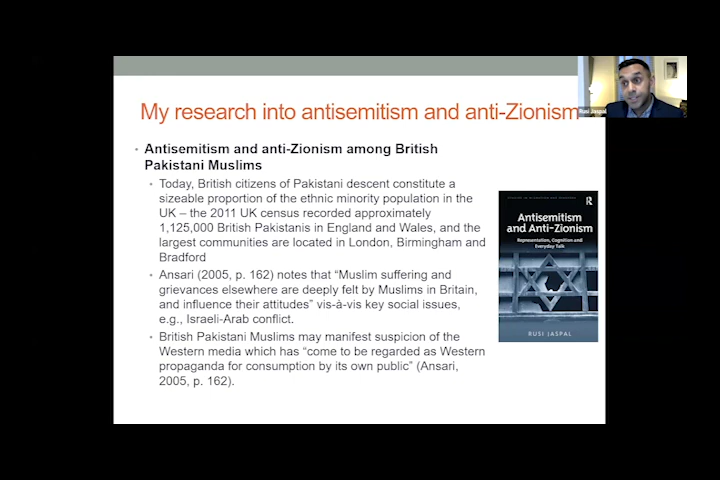 My research into antisemitism and anti-Zionism
Rusi Jaspal
• Antisemitism and anti-Zionism among British
Pakistani Muslims
• Today, British citizens of Pakistani descent constitute a
sizeable proportion of the ethnic minority population in the
UK – the 2011 UK census recorded approximately
1,125,000 British Pakistanis in England and Wales, and the
largest communities are located in London, Birmingham and
Bradford
• Ansari (2005, p. 162) notes that “Muslim suffering and
grievances elsewhere are deeply felt by Muslims in Britain,
and influence their attitudes” vis-à-vis key social issues,
e.g., Israeli-Arab conflict.
• British Pakistani Muslims may manifest suspicion of the
Western media which has “come to be regarded as Western
propaganda for consumption by its own public” (Ansari,
2005, p. 162).
R
Antisemitism
and Anti-Zionism
Representation, Cognition and
Everyday Talk
RUSI JASPAL